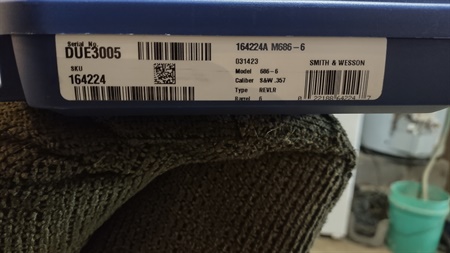 Serial No.
DUE3005
SKU
164224
164224A M686-6
031423
SMITH & WESSON
Model 686-6
Caliber S&W .357
Type REVLR
Barrel 6